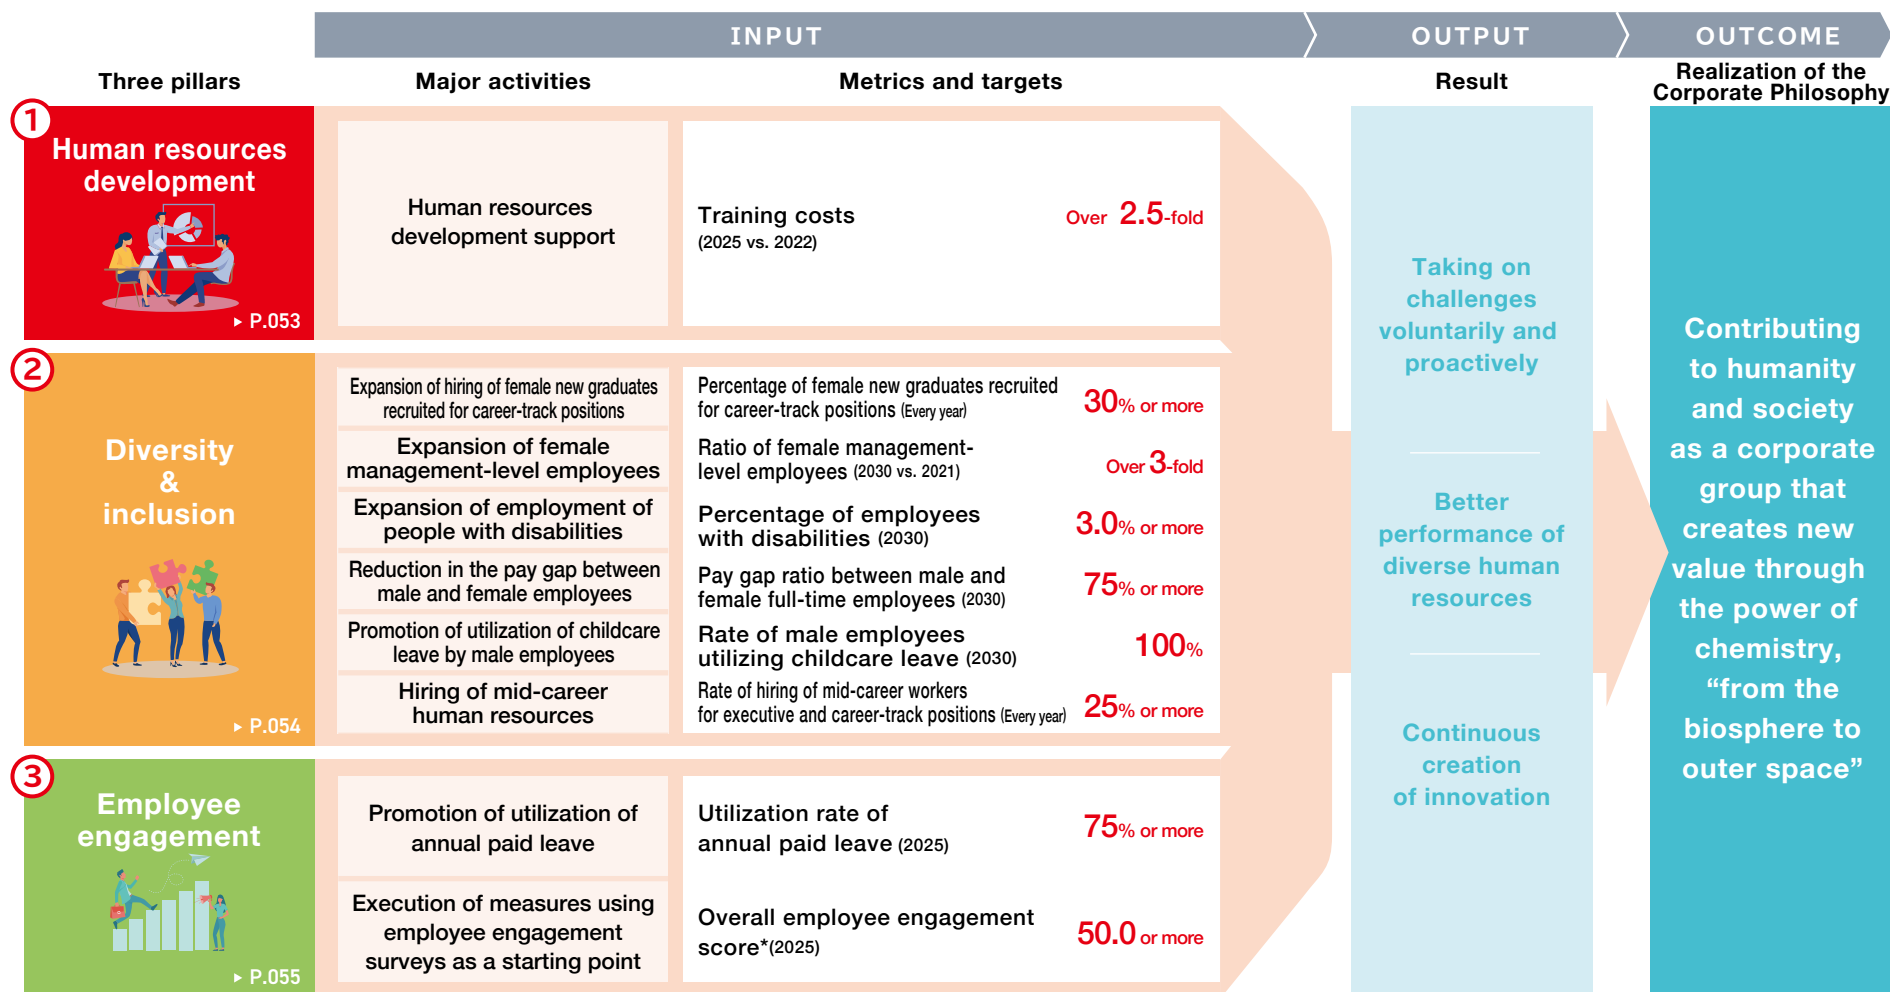 INPUT
OUTPUT
OUTCOME
Three pillars
Major activities
Metrics and targets
Result
Realization of the
Corporate Philosophy
1
Human resources
development
▶ P.053
Human resources
development support
Training costs
(2025 vs. 2022)
Over 2.5-fold
2
Diversity
&
inclusion
▶ P.054
Expansion of hiring of female new graduates
recruited for career-track positions
Percentage of female new graduates recruited
for career-track positions (Every year)
30% or more
Expansion of female
management-level employees
Ratio of female management-
level employees (2030 vs. 2021)
Over 3-fold
Expansion of employment of
people with disabilities
Percentage of employees
with disabilities (2030)
3.0% or more
Reduction in the pay gap between
male and female employees
Pay gap ratio between male and
female full-time employees (2030)
75% or more
Promotion of utilization of childcare
leave by male employees
Rate of male employees
utilizing childcare leave (2030)
100%
Hiring of mid-career
human resources
Rate of hiring of mid-career workers
for executive and career-track positions (Every year)
25% or more
3
Employee
engagement
▶ P.055
Promotion of utilization of
annual paid leave
Utilization rate of
annual paid leave (2025)
75% or more
Execution of measures using
employee engagement
surveys as a starting point
Overall employee engagement
score*(2025)
50.0 or more
Taking on
challenges
voluntarily and
proactively
Better
performance of
diverse human
resources
Continuous
creation
of innovation
Contributing
to humanity
and society
as a corporate
group that
creates new
value through
the power of
chemistry,
“from the
biosphere to
outer space”